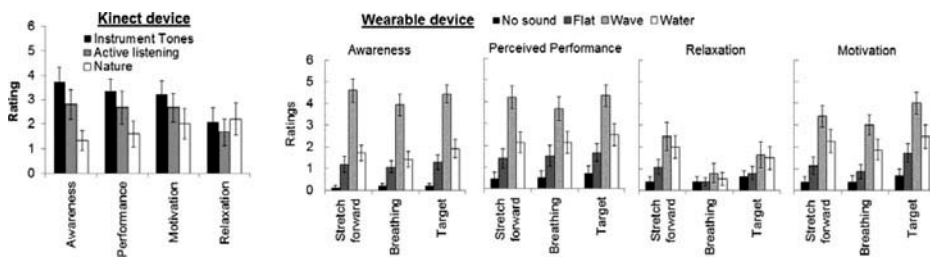 Kinect device
Instrument Tones
Active listening
Nature
Rating
6
5
4
3
2
1
0
Awareness
Performance
Motivation
Relaxation
Wearable device
No sound Flat Wave Water
Awareness
Perceived Performance
Relaxation
Motivation
Ratings
6
5
4
3
2
1
0
Stretch forward
Breathing
Target
Stretch forward
Breathing
Target
Stretch forward
Breathing
Target
Stretch forward
Breathing
Target